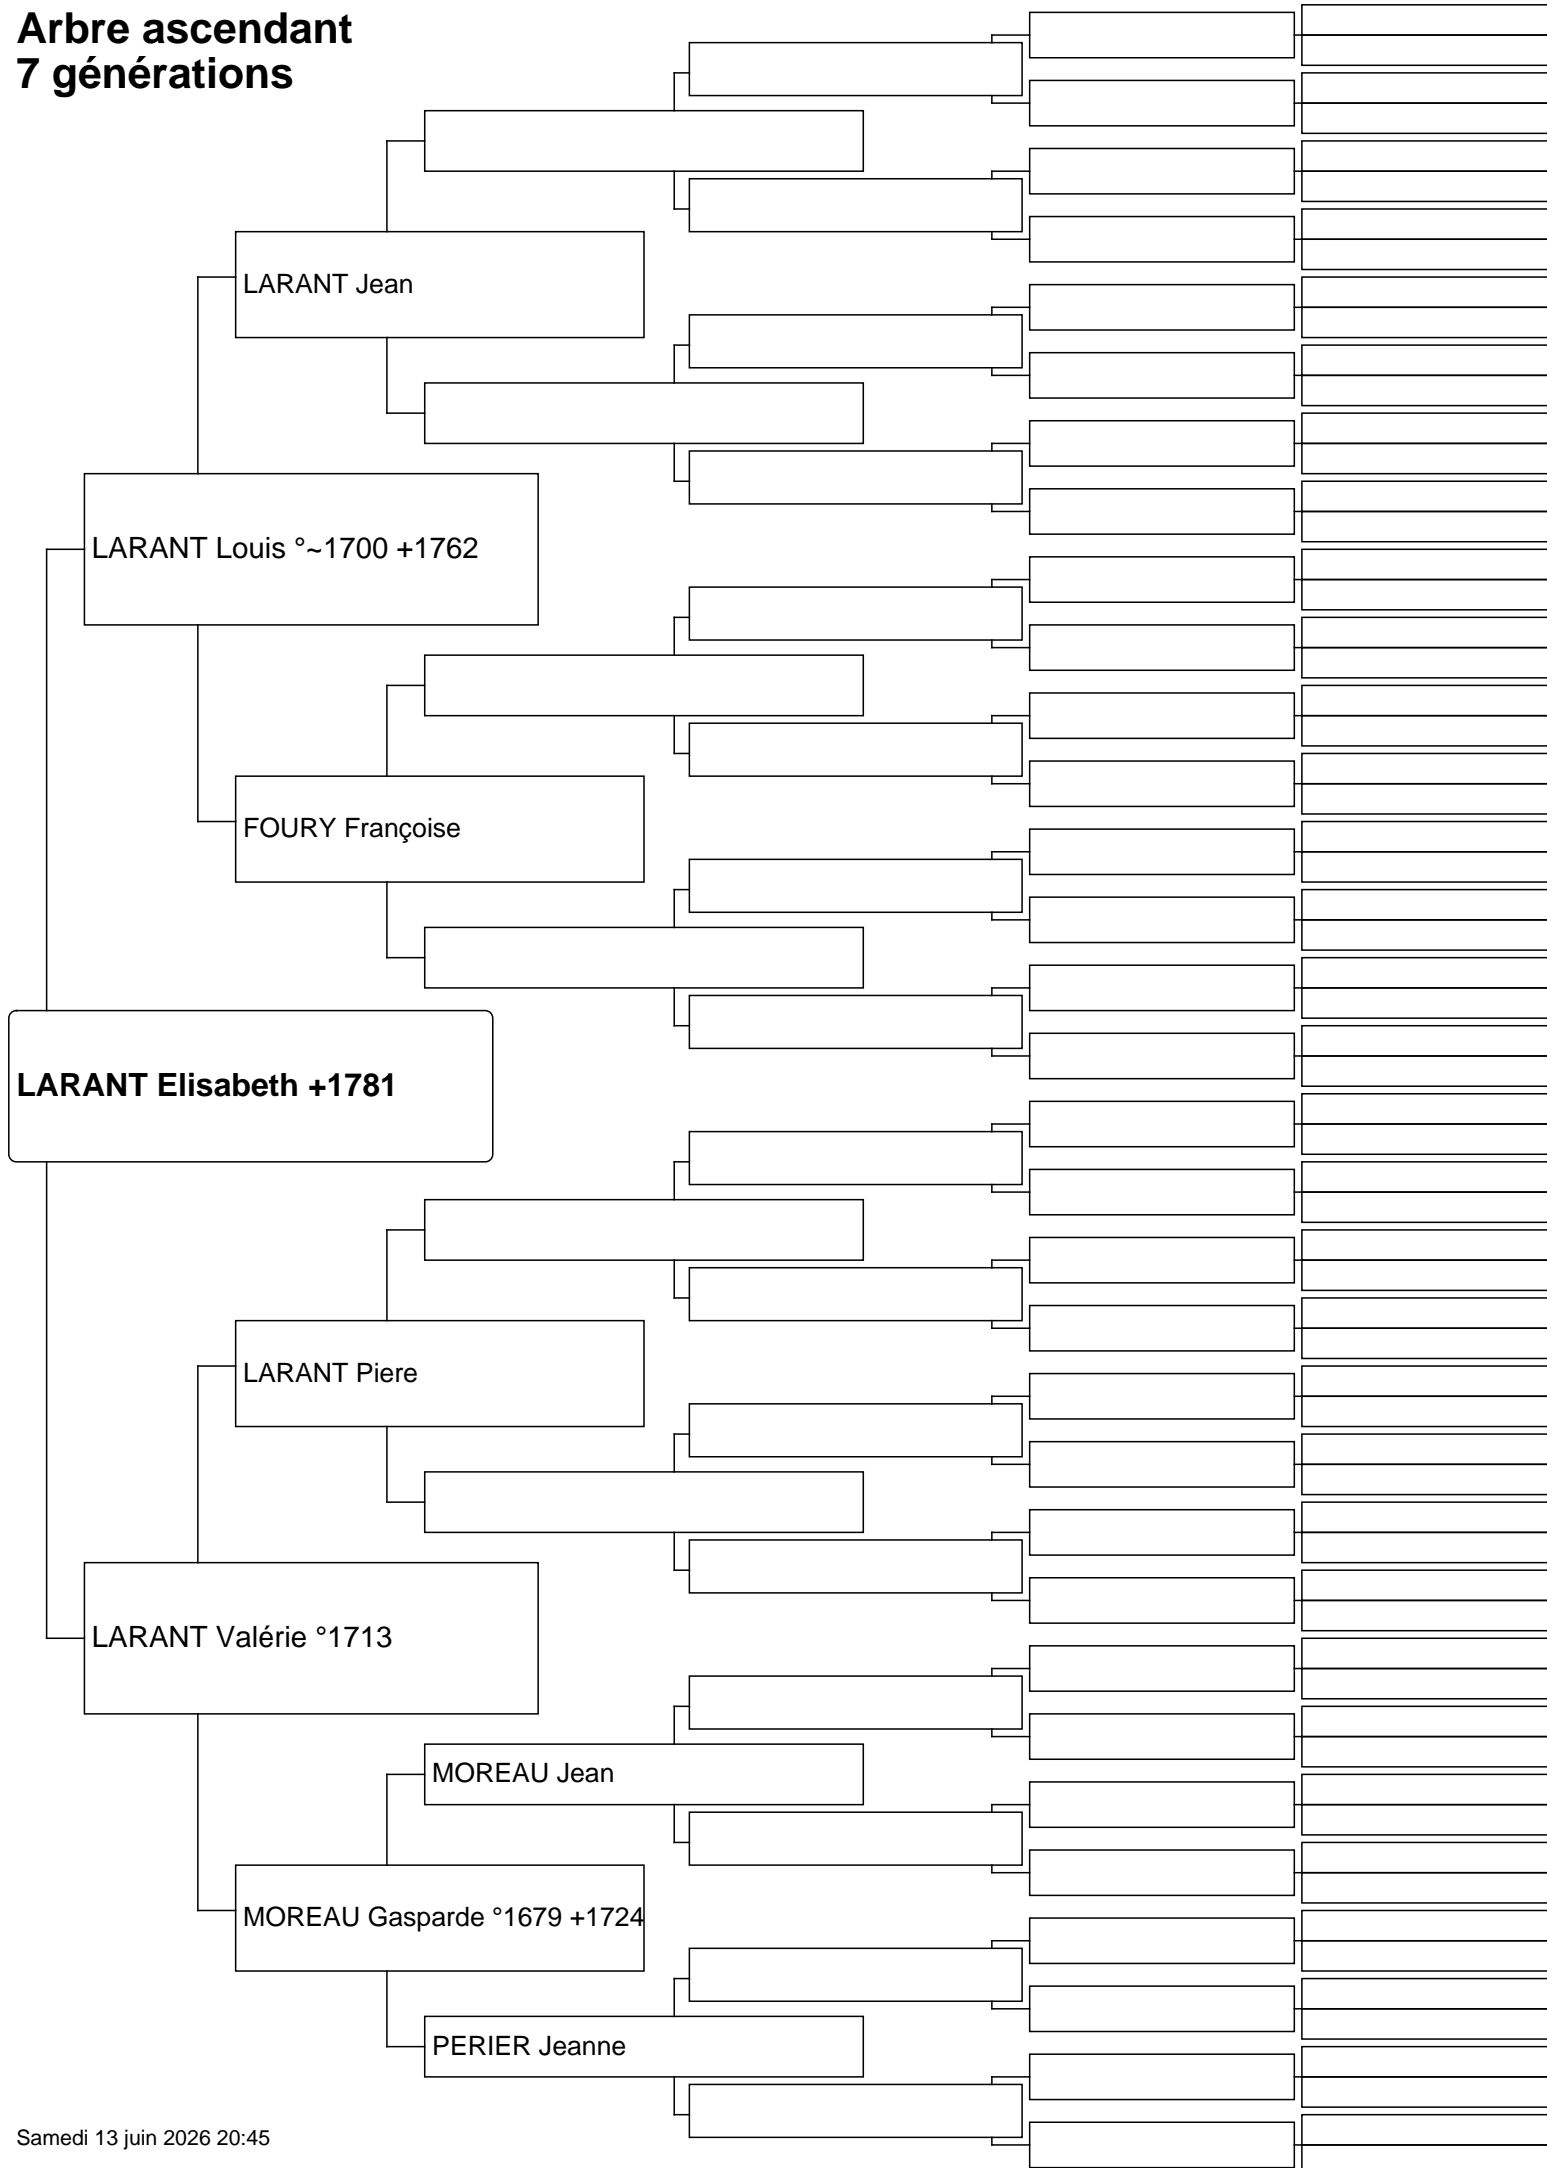 Arbre ascendant
7 générations
LARANT Jean
LARANT Louis °~1700 +1762
FOURY Françoise
LARANT Elisabeth +1781
LARANT Piere
LARANT Valérie °1713
MOREAU Jean
MOREAU Gasparde °1679 +1724
PERIER Jeanne
Samedi 13 juin 2026 20:45